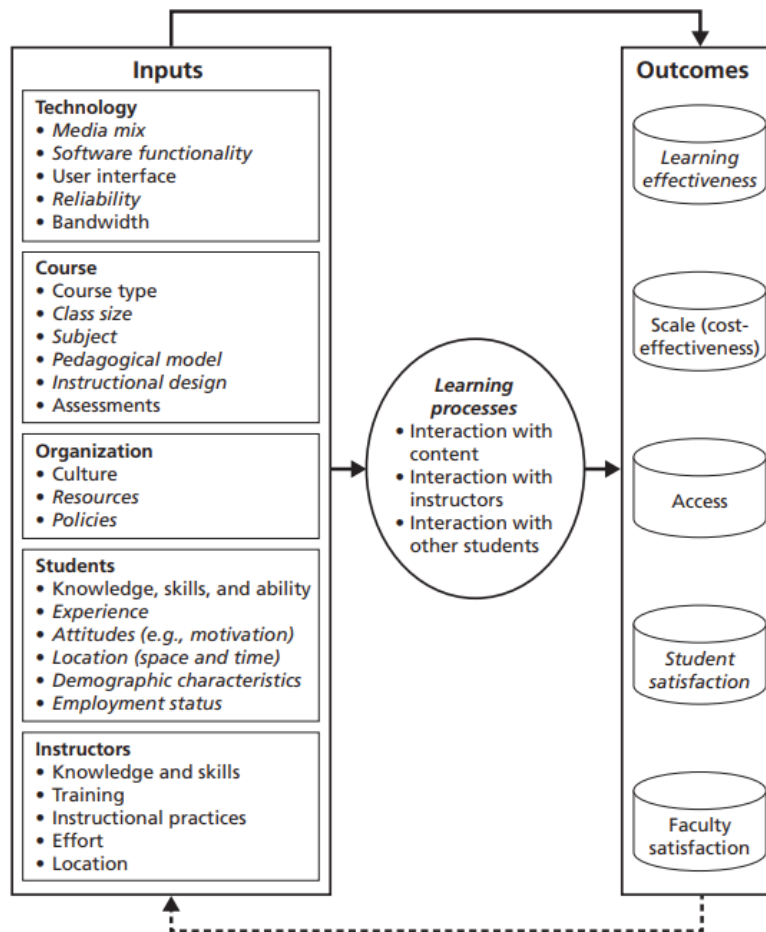 Inputs
Technology
• Media mix
• Software functionality
• User interface
• Reliability
• Bandwidth
Course
• Course type
• Class size
• Subject
• Pedagogical model
• Instructional design
• Assessments
Organization
• Culture
• Resources
• Policies
Students
• Knowledge, skills, and ability
• Experience
• Attitudes (e.g., motivation)
• Location (space and time)
• Demographic characteristics
• Employment status
Instructors
• Knowledge and skills
• Training
• Instructional practices
• Effort
• Location
Learning
processes
• Interaction with
content
• Interaction with
instructors
• Interaction with
other students
Outcomes
Learning
effectiveness
Scale (cost-
effectiveness)
Access
Student
satisfaction
Faculty
satisfaction